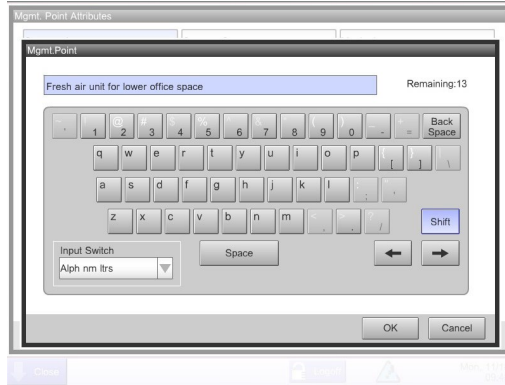 Mgmt. Point Attributes
Mgmt.Point
Fresh air unit for lower office space
Remaining:13
~ ! @ # $ % ^ & * ( ) _ + Back
` 1 2 3 4 5 6 7 8 9 0 - = Space
q w e r t y u i o p { [ } ] | \
a s d f g h j k l : ; " '
z x c v b n m < , > . ? / Shift
Input Switch
Alph nm ltrs
Space
← →
OK Cancel
Close